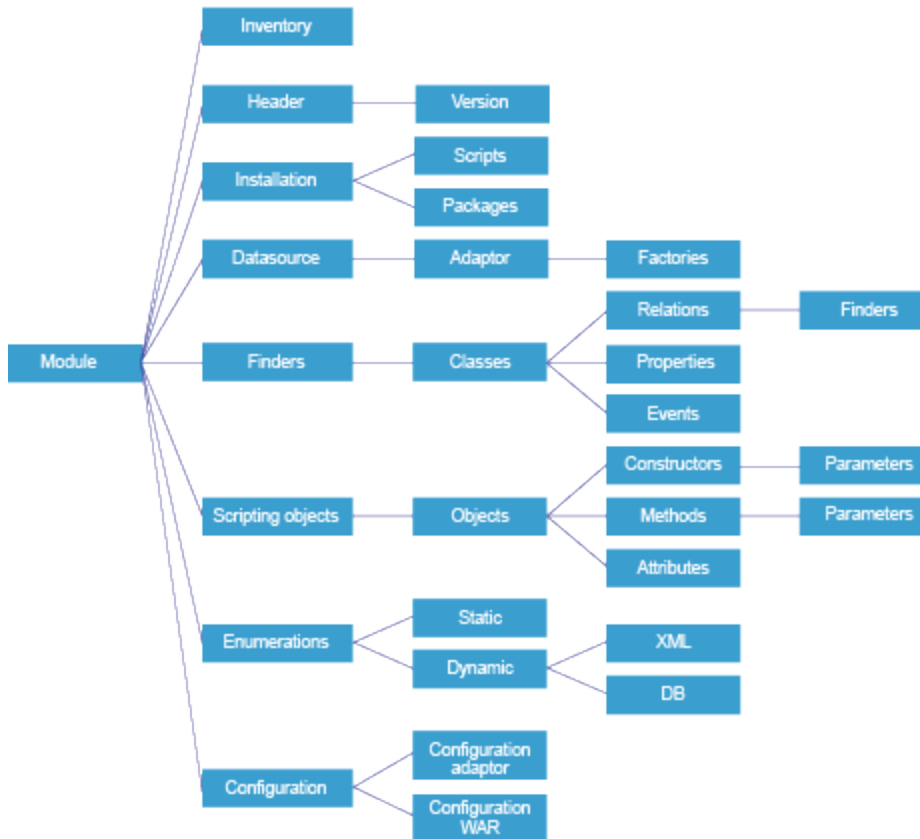 Inventory
Header
Version
Installation
Scripts
Packages
Datasource
Adaptor
Factories
Module
Finders
Classes
Relations
Finders
Properties
Events
Scripting objects
Objects
Constructors
Parameters
Methods
Parameters
Attributes
Enumerations
Static
Dynamic
XML
DB
Configuration
Configuration
adaptor
Configuration
WAR